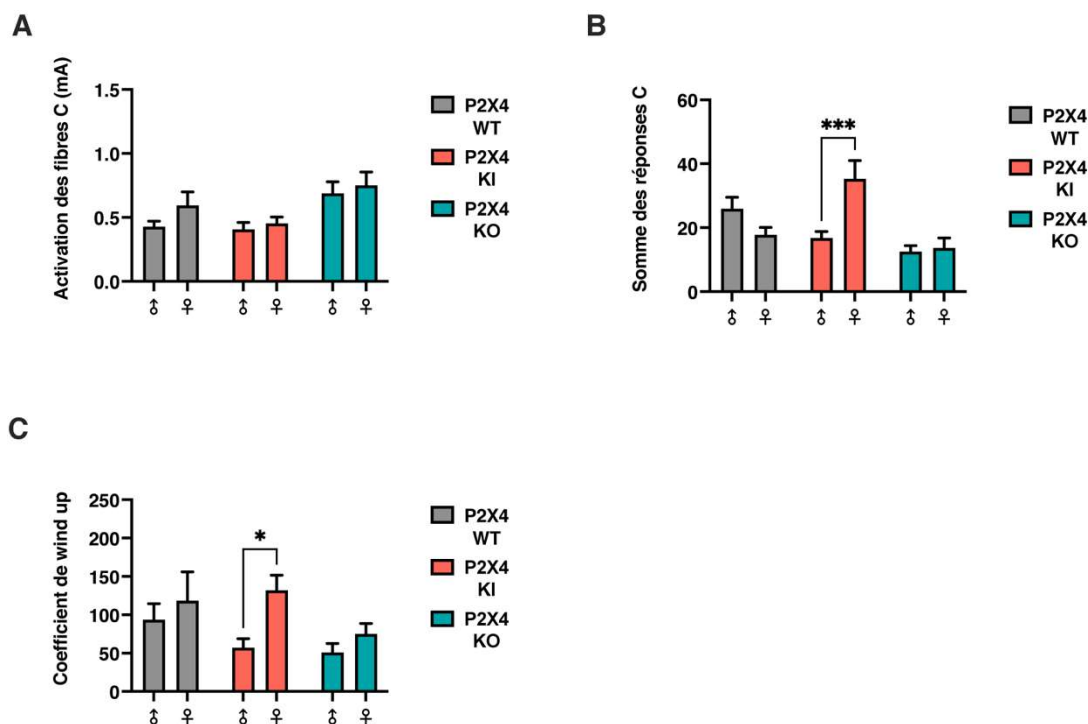 A
Activation des fibres C (mA)
1.5
1.0
0.5
0.0
♂ ♀ ♂ ♀ ♂ ♀
P2X4
WT
P2X4
KI
P2X4
KO
B
Somme des réponses C
60
40
20
0
***
♂ ♀ ♂ ♀ ♂ ♀
P2X4
WT
P2X4
KI
P2X4
KO
C
Coefficient de wind up
250
200
150
100
50
0
*
♂ ♀ ♂ ♀ ♂ ♀
P2X4
WT
P2X4
KI
P2X4
KO